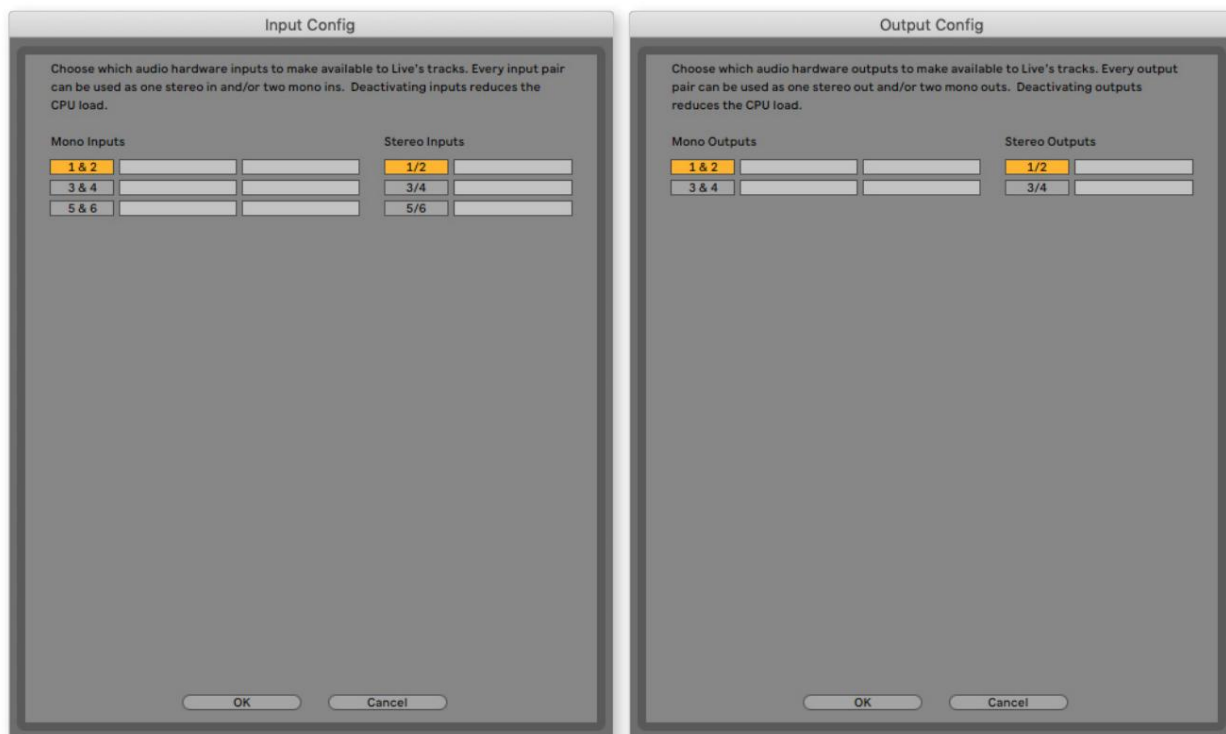 Input Config
Choose which audio hardware inputs to make available to Live's tracks. Every input pair
can be used as one stereo in and/or two mono ins.  Deactivating inputs reduces the
CPU load.
Mono Inputs
Stereo Inputs
1 & 2
1/2
3 & 4
3/4
5 & 6
5/6
OK
Cancel
Output Config
Choose which audio hardware outputs to make available to Live's tracks. Every output
pair can be used as one stereo out and/or two mono outs.  Deactivating outputs
reduces the CPU load.
Mono Outputs
Stereo Outputs
1 & 2
1/2
3 & 4
3/4
OK
Cancel